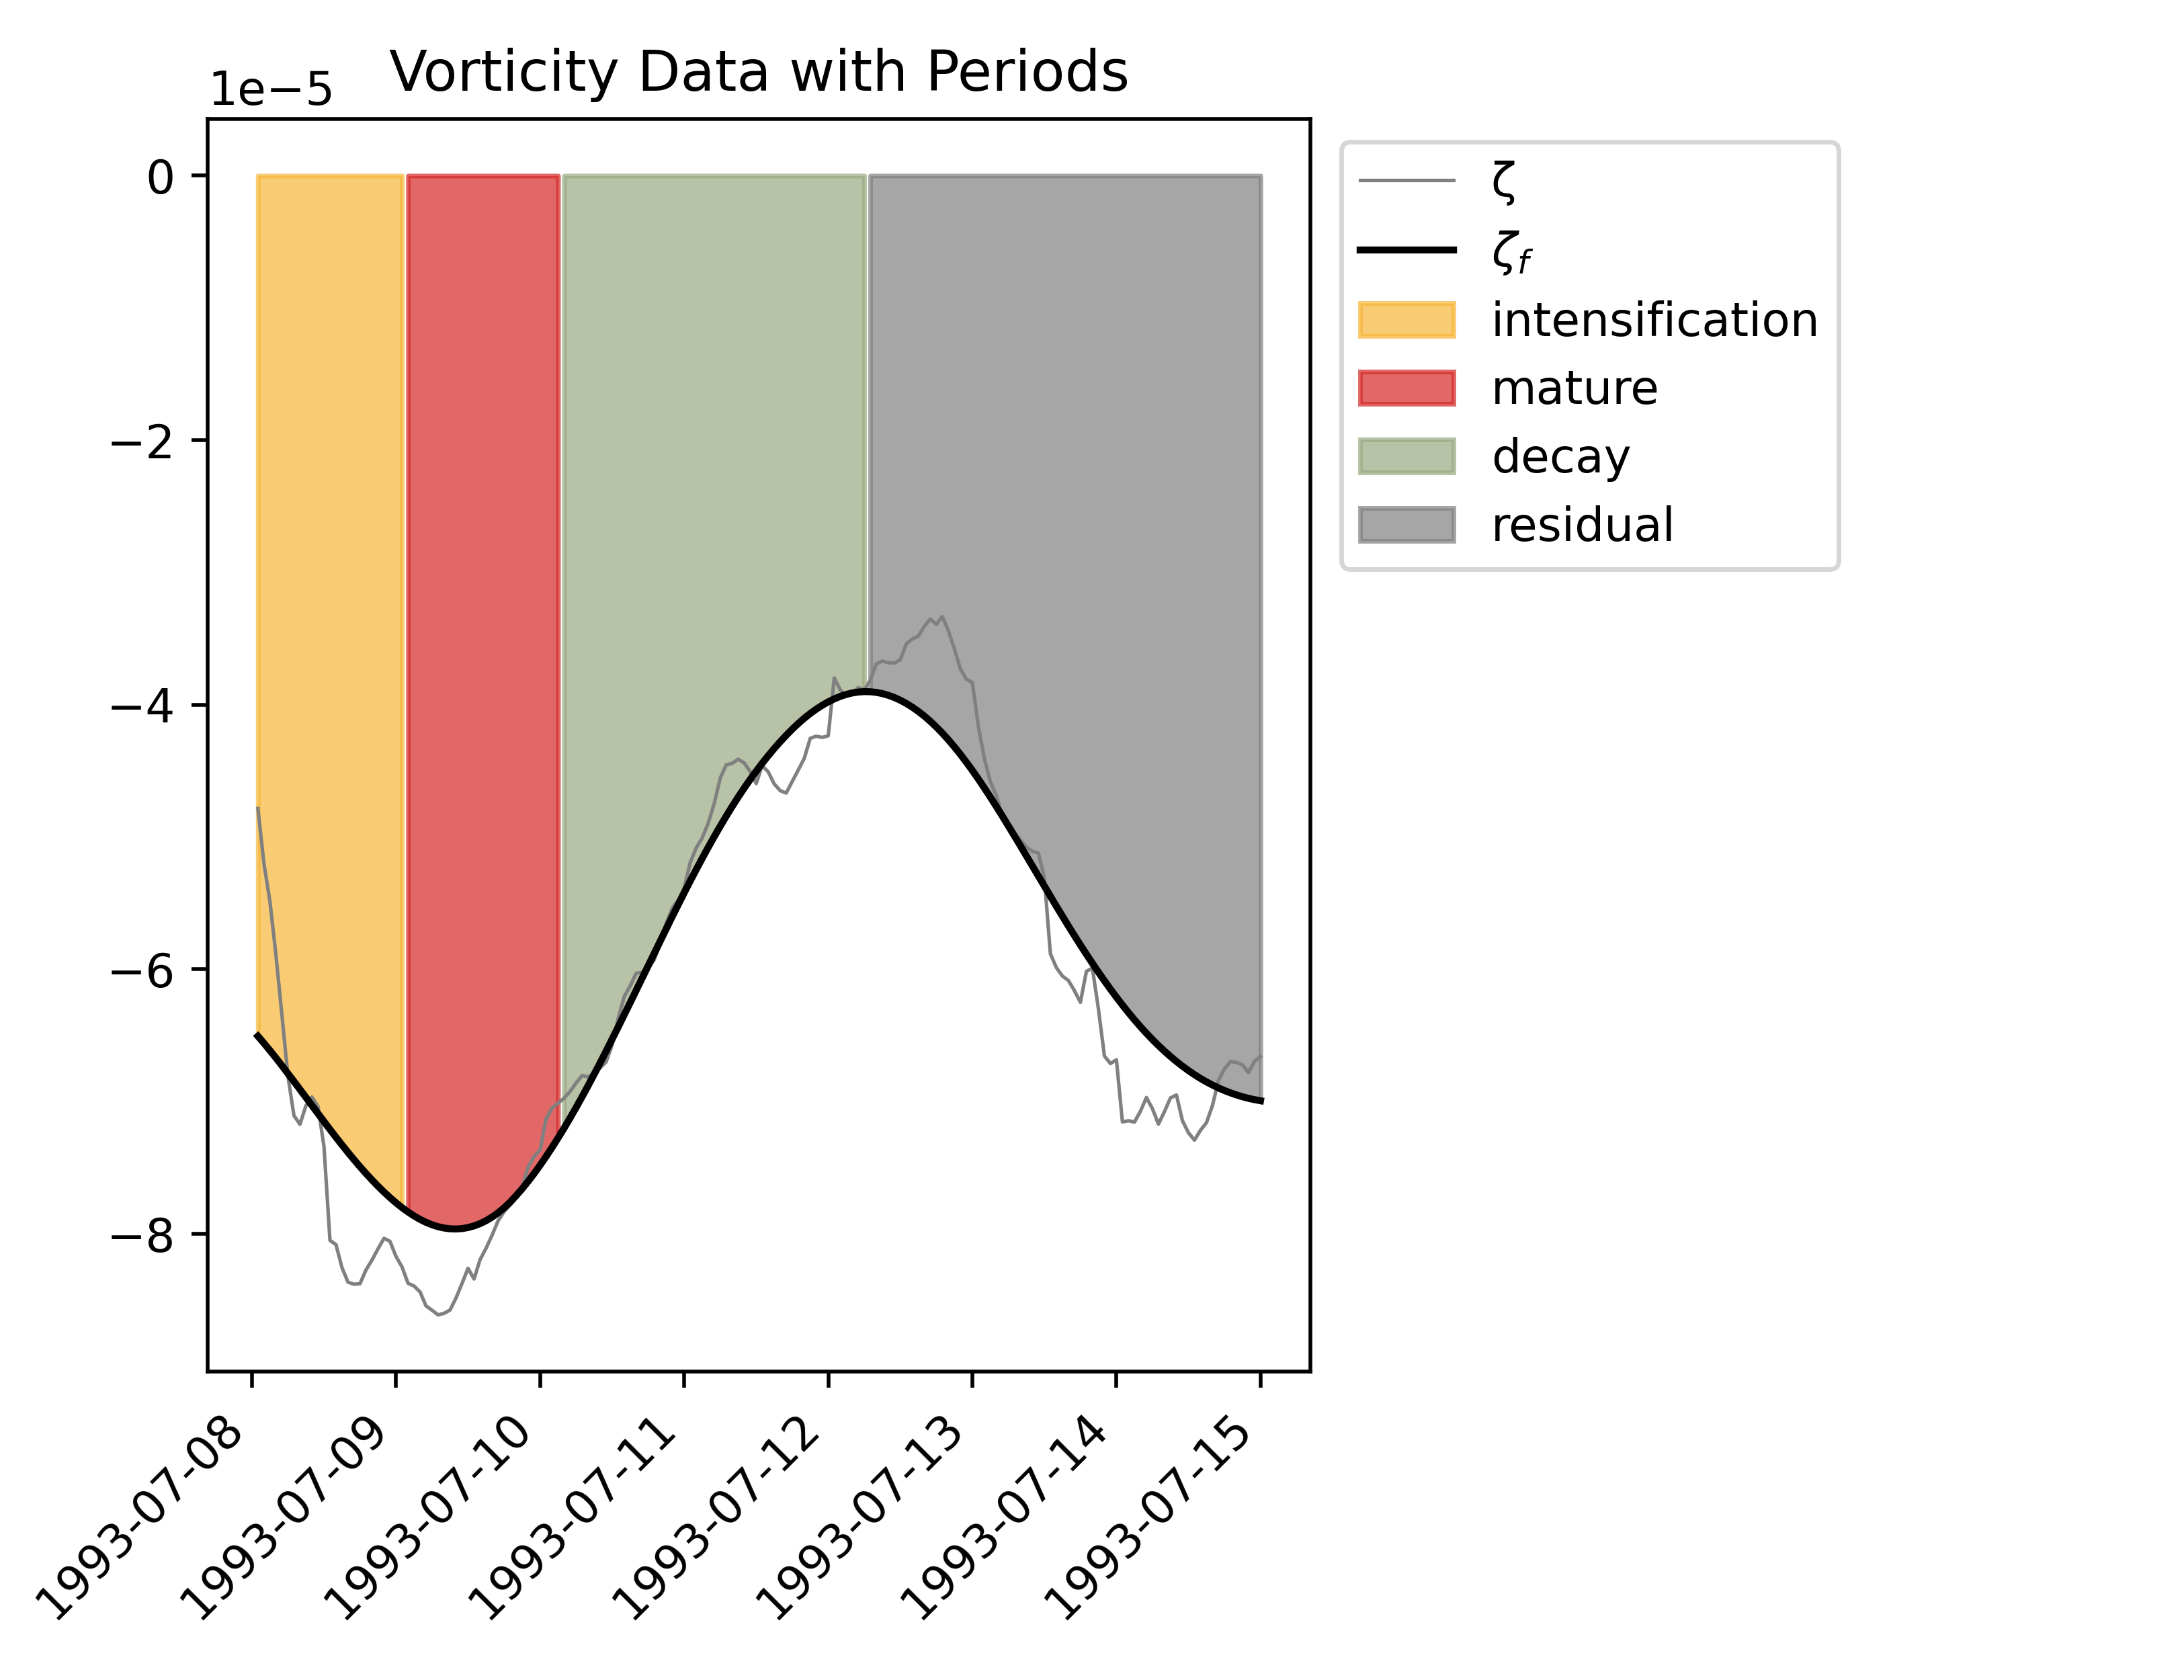 Vorticity Data with Periods
1e−5
0
−2
−4
−6
−8
1993-07-08
1993-07-09
1993-07-10
1993-07-11
1993-07-12
1993-07-13
1993-07-14
1993-07-15
ζ
ζf
intensification
mature
decay
residual